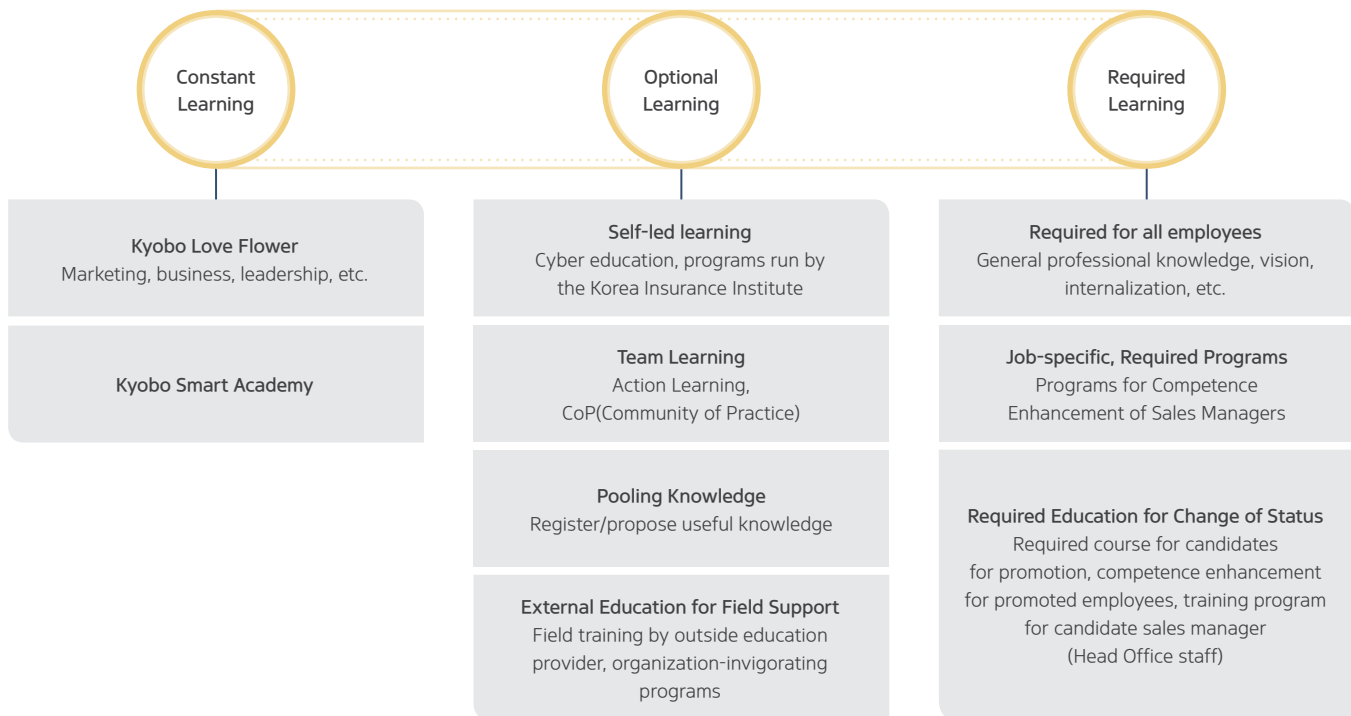 Constant
Learning
Optional
Learning
Required
Learning
Kyobo Love Flower
Marketing, business, leadership, etc.
Kyobo Smart Academy
Self-led learning
Cyber education, programs run by
the Korea Insurance Institute
Team Learning
Action Learning,
CoP(Community of Practice)
Pooling Knowledge
Register/propose useful knowledge
External Education for Field Support
Field training by outside education
provider, organization-invigorating
programs
Required for all employees
General professional knowledge, vision,
internalization, etc.
Job-specific, Required Programs
Programs for Competence
Enhancement of Sales Managers
Required Education for Change of Status
Required course for candidates
for promotion, competence enhancement
for promoted employees, training program
for candidate sales manager
(Head Office staff)